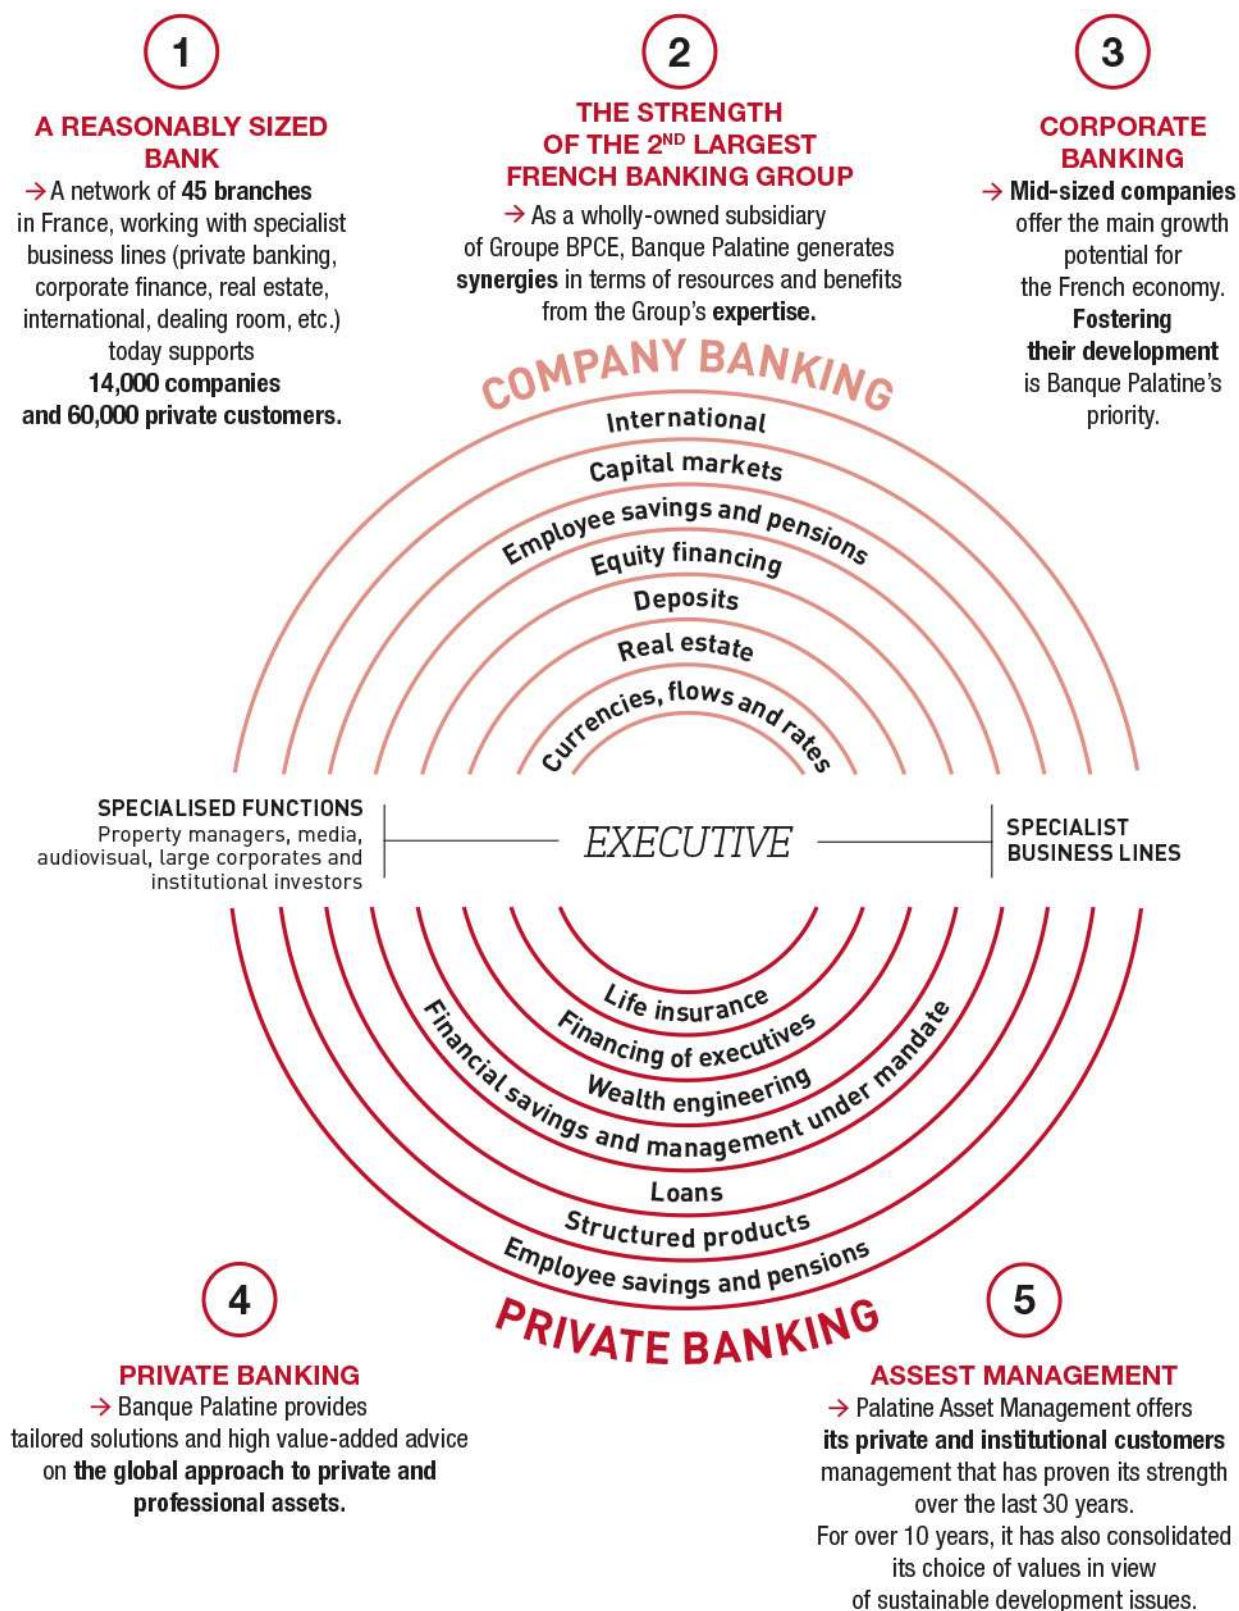 1
A REASONABLY SIZED
BANK
→ A network of 45 branches
in France, working with specialist
business lines (private banking,
corporate finance, real estate,
international, dealing room, etc.)
today supports
14,000 companies
and 60,000 private customers.
2
THE STRENGTH
OF THE 2ND LARGEST
FRENCH BANKING GROUP
→ As a wholly-owned subsidiary
of Groupe BPCE, Banque Palatine generates
synergies in terms of resources and benefits
from the Group's expertise.
3
CORPORATE
BANKING
→ Mid-sized companies
offer the main growth
potential for
the French economy.
Fostering
their development
is Banque Palatine's
priority.
COMPANY BANKING
International
Capital markets
Employee savings and pensions
Equity financing
Deposits
Real estate
Currencies, flows and rates
SPECIALISED FUNCTIONS
Property managers, media,
audiovisual, large corporates and
institutional investors
EXECUTIVE
SPECIALIST
BUSINESS LINES
Life insurance
Financing of executives
Wealth engineering
Financial savings and management under mandate
Loans
Structured products
Employee savings and pensions
PRIVATE BANKING
4
PRIVATE BANKING
→ Banque Palatine provides
tailored solutions and high value-added advice
on the global approach to private and
professional assets.
5
ASSEST MANAGEMENT
→ Palatine Asset Management offers
its private and institutional customers
management that has proven its strength
over the last 30 years.
For over 10 years, it has also consolidated
its choice of values in view
of sustainable development issues.